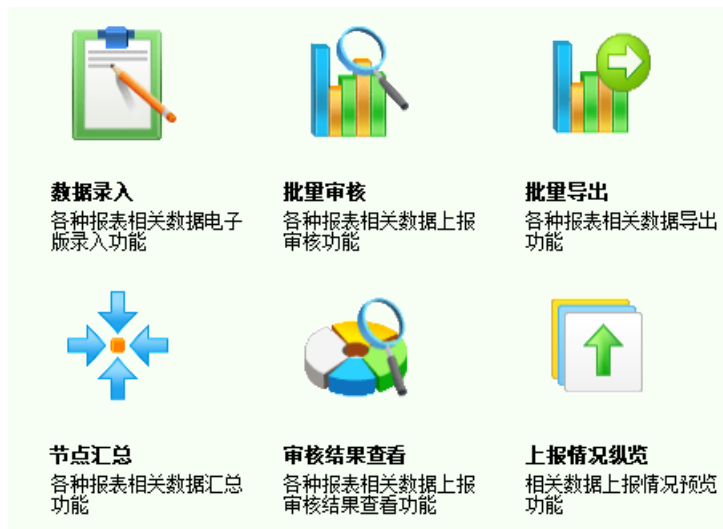 数据录入
各种报表相关数据电子
版录入功能
批里审核
各种报表相关数据上报
审核功能
批里导出
各种报表相关数据导出
功能
节点汇总
各种报表相关数据汇总
功能
审核结果查看
各种报表相关数据上报
审核结果查看功能
上报情况纵览
相关数据上报情况预览
功能